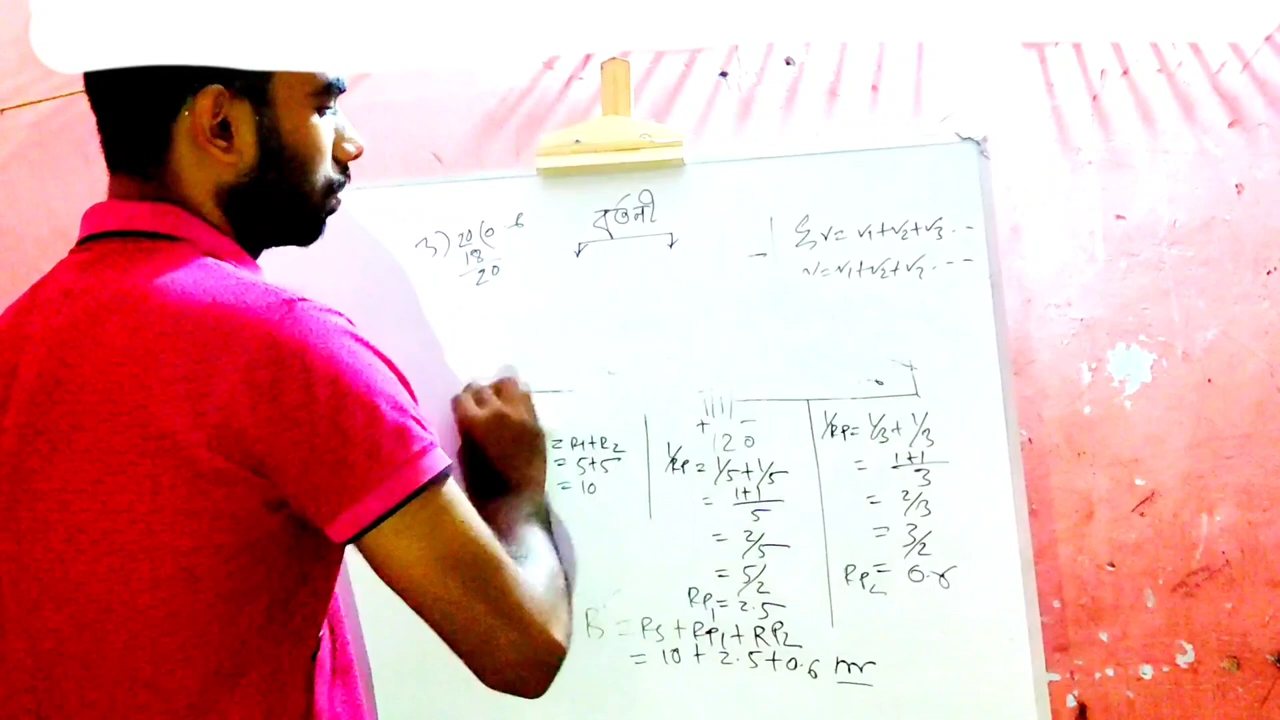 বর্তনী
3) 20 (0 6
18
20
Σv = v1+v2+v3...
v = v1+v2+v3...
= R1+R2
= 5+5
= 10
+ -
120
1/Rp = 1/5 + 1/5
= 1+1/5
= 2/5
= 5/2
Rp1 = 2.5
1/Rp = 1/3 + 1/3
= 1+1/3
= 2/3
= 3/2
Rp2 = 0.৬
R = Rs + Rp1 + Rp2
= 10 + 2.5 + 0.6